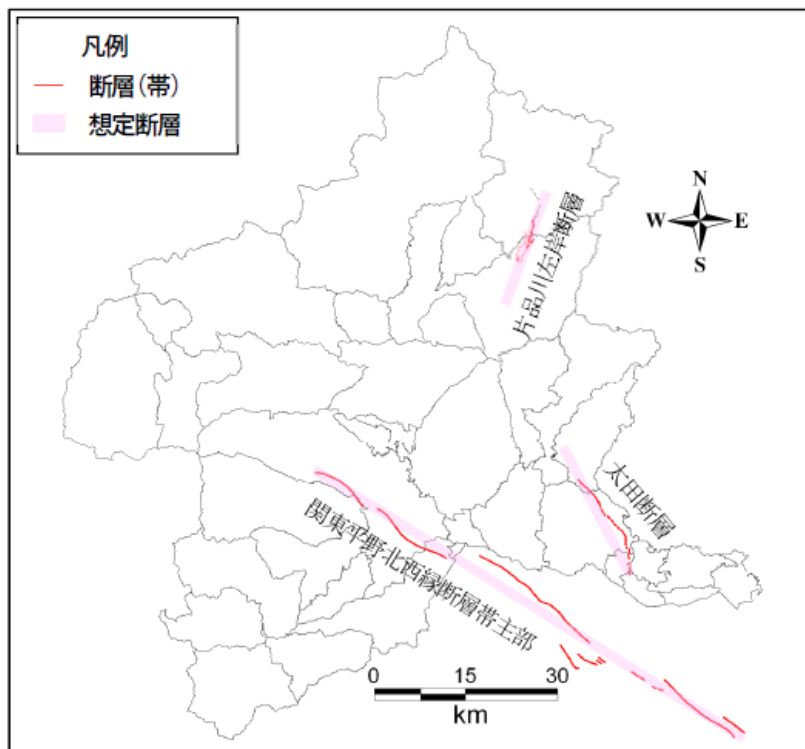 凡例
断層(帯)
想定断層
片品川左岸断層
N
W
E
S
太田断層
関東平野北西縁断層帯主部
0 15 30
km